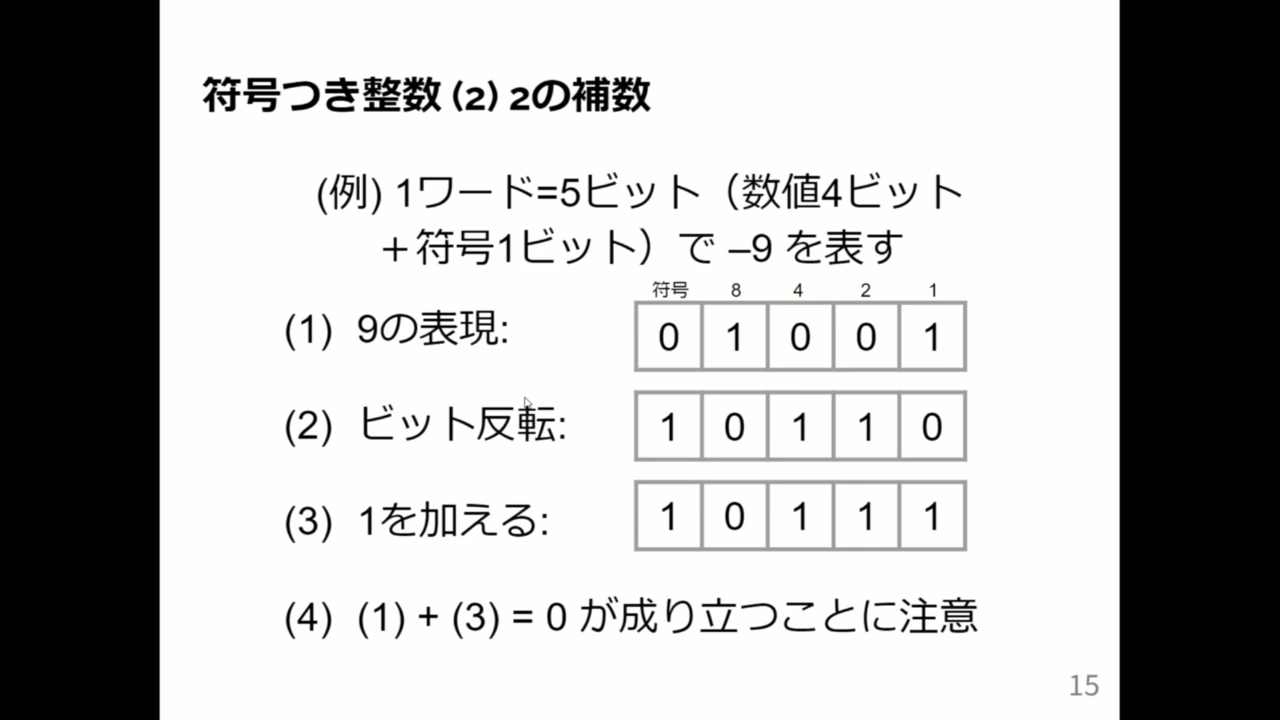 符号つき整数 (2) 2の補数
(例) 1ワード=5ビット（数値4ビット
＋符号1ビット）で –9 を表す
符号 8 4 2 1
(1) 9の表現: 0 1 0 0 1
(2) ビット反転: 1 0 1 1 0
(3) 1を加える: 1 0 1 1 1
(4) (1) + (3) = 0 が成り立つことに注意
15